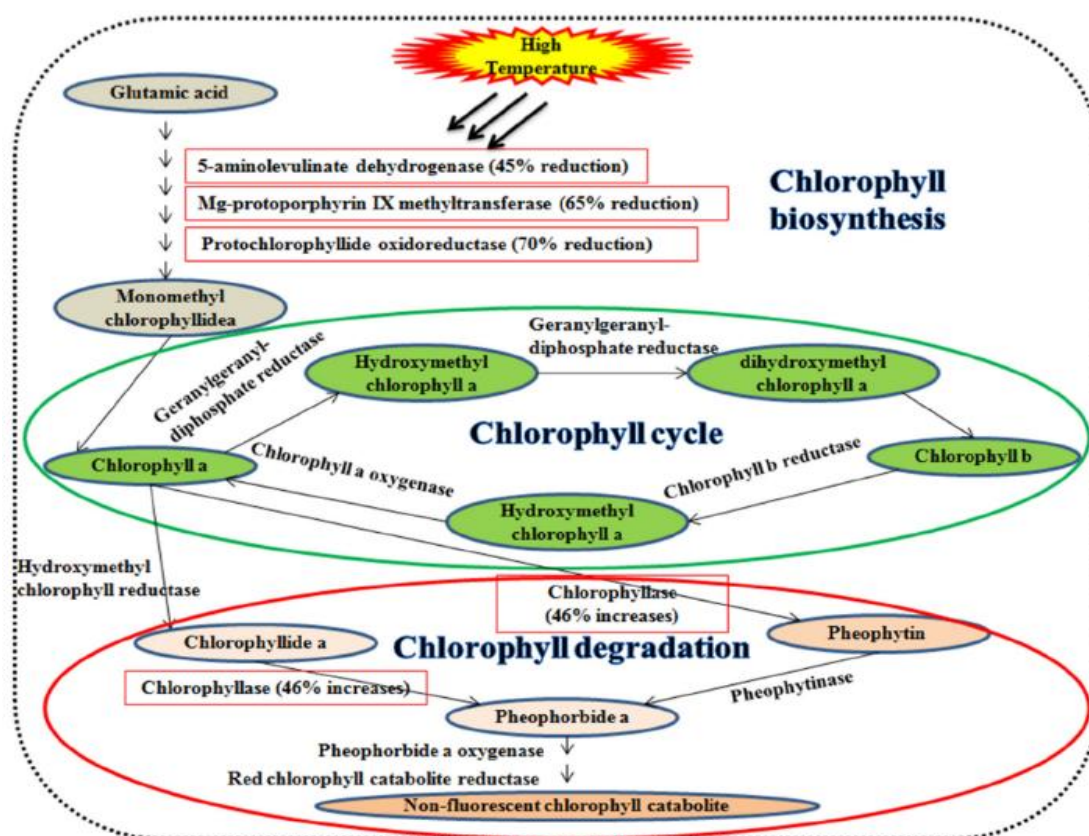 High
Temperature
Glutamic acid
5-aminolevulinate dehydrogenase (45% reduction)
Mg-protoporphyrin IX methyltransferase (65% reduction)
Protochlorophyllide oxidoreductase (70% reduction)
Chlorophyll
biosynthesis
Monomethyl
chlorophyllidea
Geranylgeranyl-
diphosphate reductase
Hydroxymethyl
chlorophyll a
Geranylgeranyl-
diphosphate reductase
dihydroxymethyl
chlorophyll a
Chlorophyll cycle
Chlorophyll a
Chlorophyll a oxygenase
Chlorophyll b reductase
Chlorophyll b
Hydroxymethyl
chlorophyll a
Hydroxymethyl
chlorophyll reductase
Chlorophyllase
(46% increases)
Chlorophyllide a
Chlorophyll degradation
Pheophytin
Chlorophyllase (46% increases)
Pheophytinase
Pheophorbide a
Pheophorbide a oxygenase
Red chlorophyll catabolite reductase
Non-fluorescent chlorophyll catabolite